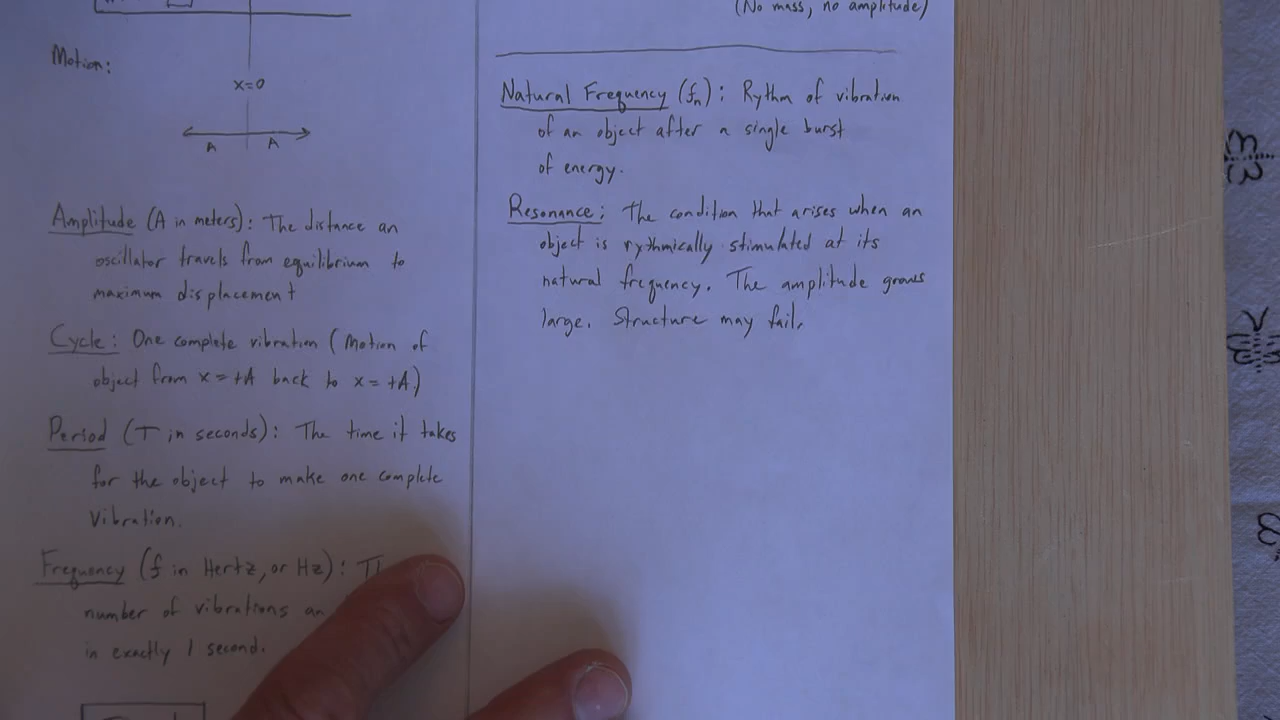 Motion:
x=0
A A
Amplitude (A in meters): The distance an
oscillator travels from equilibrium to
maximum displacement
Cycle: One complete vibration (Motion of
object from x=+A back to x=+A)
Period (T in seconds): The time it takes
for the object to make one complete
vibration.
Frequency (f in Hertz, or Hz):
number of vibrations an
in exactly 1 second.
(No mass, no amplitude)
Natural Frequency (fn): Rythm of vibration
of an object after a single burst
of energy.
Resonance: The condition that arises when an
object is rythmically stimulated at its
natural frequency. The amplitude grows
large. Structure may fail.